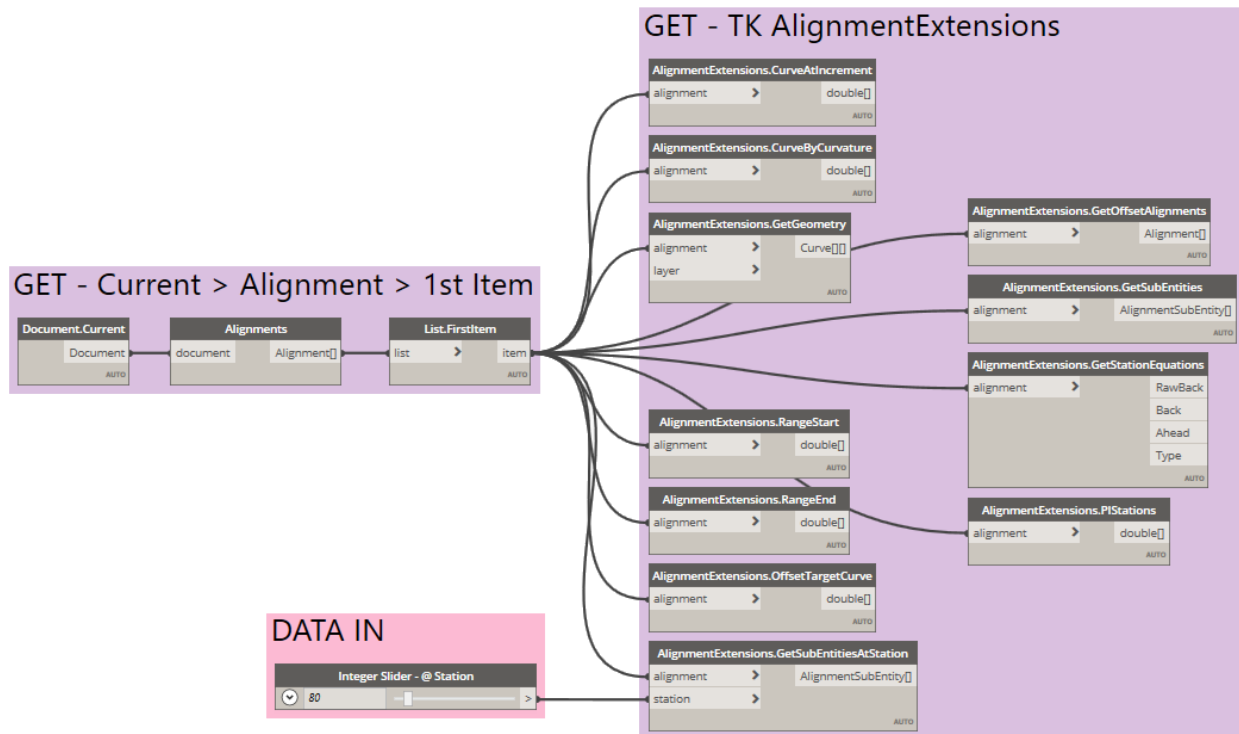 GET - TK AlignmentExtensions
AlignmentExtensions.CurveAtIncrement
alignment > double[]
AUTO
AlignmentExtensions.CurveByCurvature
alignment > double[]
AUTO
AlignmentExtensions.GetGeometry
alignment > Curve[][]
layer >
AUTO
AlignmentExtensions.GetOffsetAlignments
alignment > Alignment[]
AUTO
AlignmentExtensions.GetSubEntities
alignment > AlignmentSubEntity[]
AUTO
GET - Current > Alignment > 1st Item
Document.Current
Document
AUTO
Alignments
document Alignment[]
AUTO
List.FirstItem
list > item
AUTO
AlignmentExtensions.GetStationEquations
alignment > RawBack
Back
Ahead
Type
AUTO
AlignmentExtensions.RangeStart
alignment > double[]
AUTO
AlignmentExtensions.RangeEnd
alignment > double[]
AUTO
AlignmentExtensions.PIStations
alignment > double[]
AUTO
AlignmentExtensions.OffsetTargetCurve
alignment > double[]
AUTO
DATA IN
Integer Slider - @ Station
80 >
AlignmentExtensions.GetSubEntitiesAtStation
alignment > AlignmentSubEntity[]
station >
AUTO